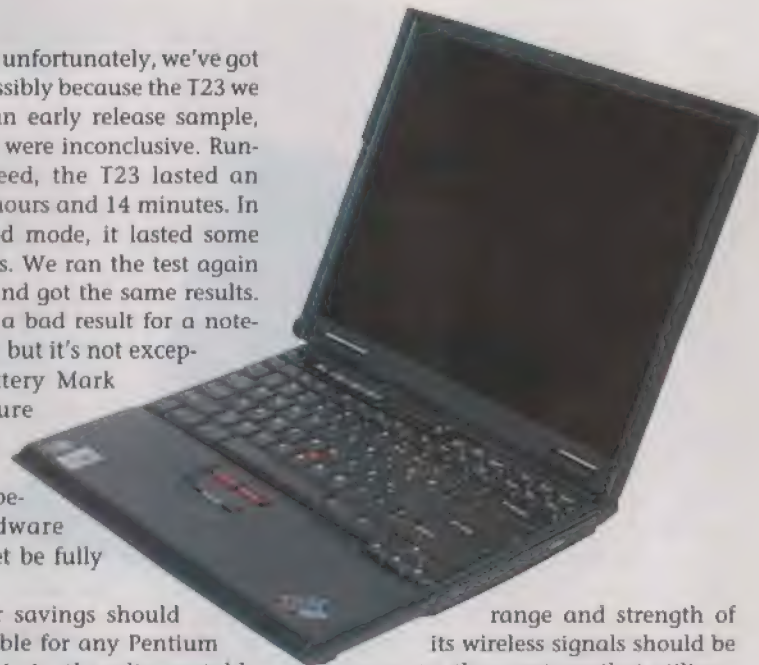 unfortunately, we've got
ssibly because the T23 we
n early release sample,
were inconclusive. Run-
eed, the T23 lasted an
hours and 14 minutes. In
d mode, it lasted some
s. We ran the test again
nd got the same results.
a bad result for a note-
but it's not excep-
ttery Mark
ure
pe-
dware
et be fully
r savings should
ble for any Pentium
range and strength of
its wireless signals should be